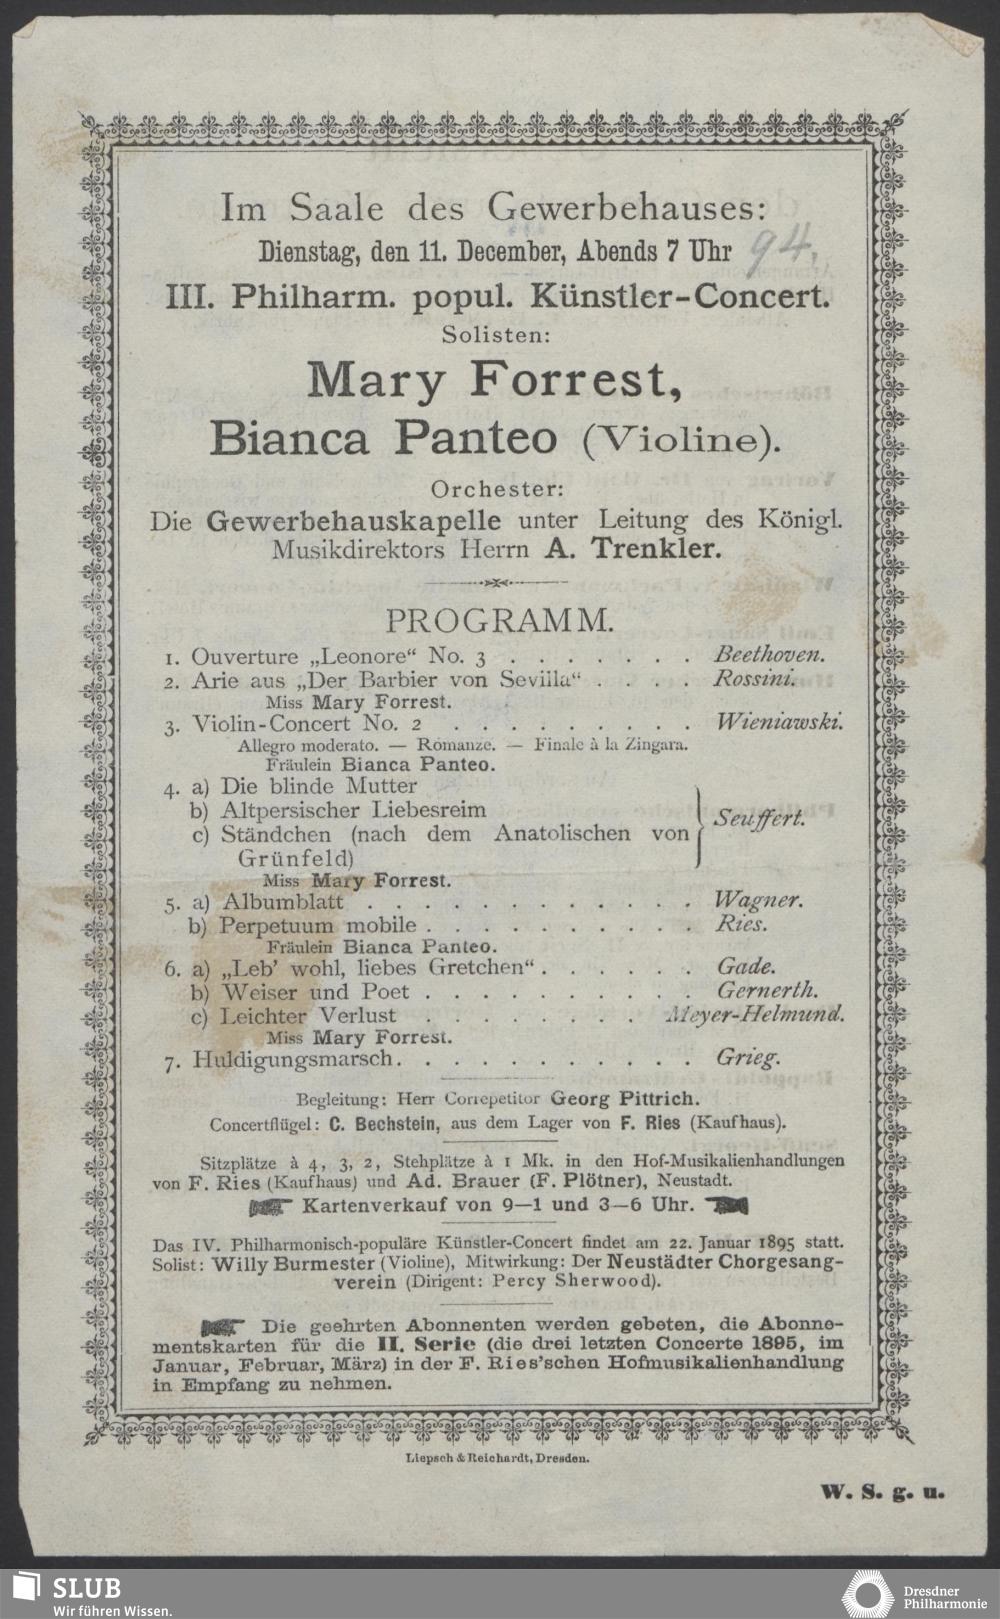 Im Saale des Gewerbehauses:
Dienstag, den 11. December, Abends 7 Uhr 94.
III. Philharm. popul. Künstler-Concert.
Solisten:
Mary Forrest,
Bianca Panteo (Violine).
Orchester:
Die Gewerbehauskapelle unter Leitung des Königl.
Musikdirektors Herrn A. Trenkler.
PROGRAMM.
1. Ouverture „Leonore“ No. 3 . . . . . . . Beethoven.
2. Arie aus „Der Barbier von Sevilla“ . . . . Rossini.
Miss Mary Forrest.
3. Violin-Concert No. 2 . . . . . . . . . Wieniawski.
Allegro moderato. — Romanze. — Finale à la Zingara.
Fräulein Bianca Panteo.
4. a) Die blinde Mutter
b) Altpersischer Liebesreim
c) Ständchen (nach dem Anatolischen von } Seuffert.
Grünfeld)
Miss Mary Forrest.
5. a) Albumblatt . . . . . . . . . . . . Wagner.
b) Perpetuum mobile . . . . . . . . . . Ries.
Fräulein Bianca Panteo.
6. a) „Leb’ wohl, liebes Gretchen“ . . . . . . Gade.
b) Weiser und Poet . . . . . . . . . . Gernerth.
c) Leichter Verlust . . . . . . . . Meyer-Helmund.
Miss Mary Forrest.
7. Huldigungsmarsch . . . . . . . . . . . Grieg.
Begleitung: Herr Correpetitor Georg Pittrich.
Concertflügel: C. Bechstein, aus dem Lager von F. Ries (Kaufhaus).
Sitzplätze à 4, 3, 2, Stehplätze à 1 Mk. in den Hof-Musikalienhandlungen
von F. Ries (Kaufhaus) und Ad. Brauer (F. Plötner), Neustadt.
Kartenverkauf von 9—1 und 3—6 Uhr.
Das IV. Philharmonisch-populäre Künstler-Concert findet am 22. Januar 1895 statt.
Solist: Willy Burmester (Violine), Mitwirkung: Der Neustädter Chorgesang-
verein (Dirigent: Percy Sherwood).
Die geehrten Abonnenten werden gebeten, die Abonne-
mentskarten für die II. Serie (die drei letzten Concerte 1895, im
Januar, Februar, März) in der F. Ries’schen Hofmusikalienhandlung
in Empfang zu nehmen.
Liepsch & Reichardt, Dresden.
W. S. g. u.
SLUB
Wir führen Wissen.
Dresdner
Philharmonie